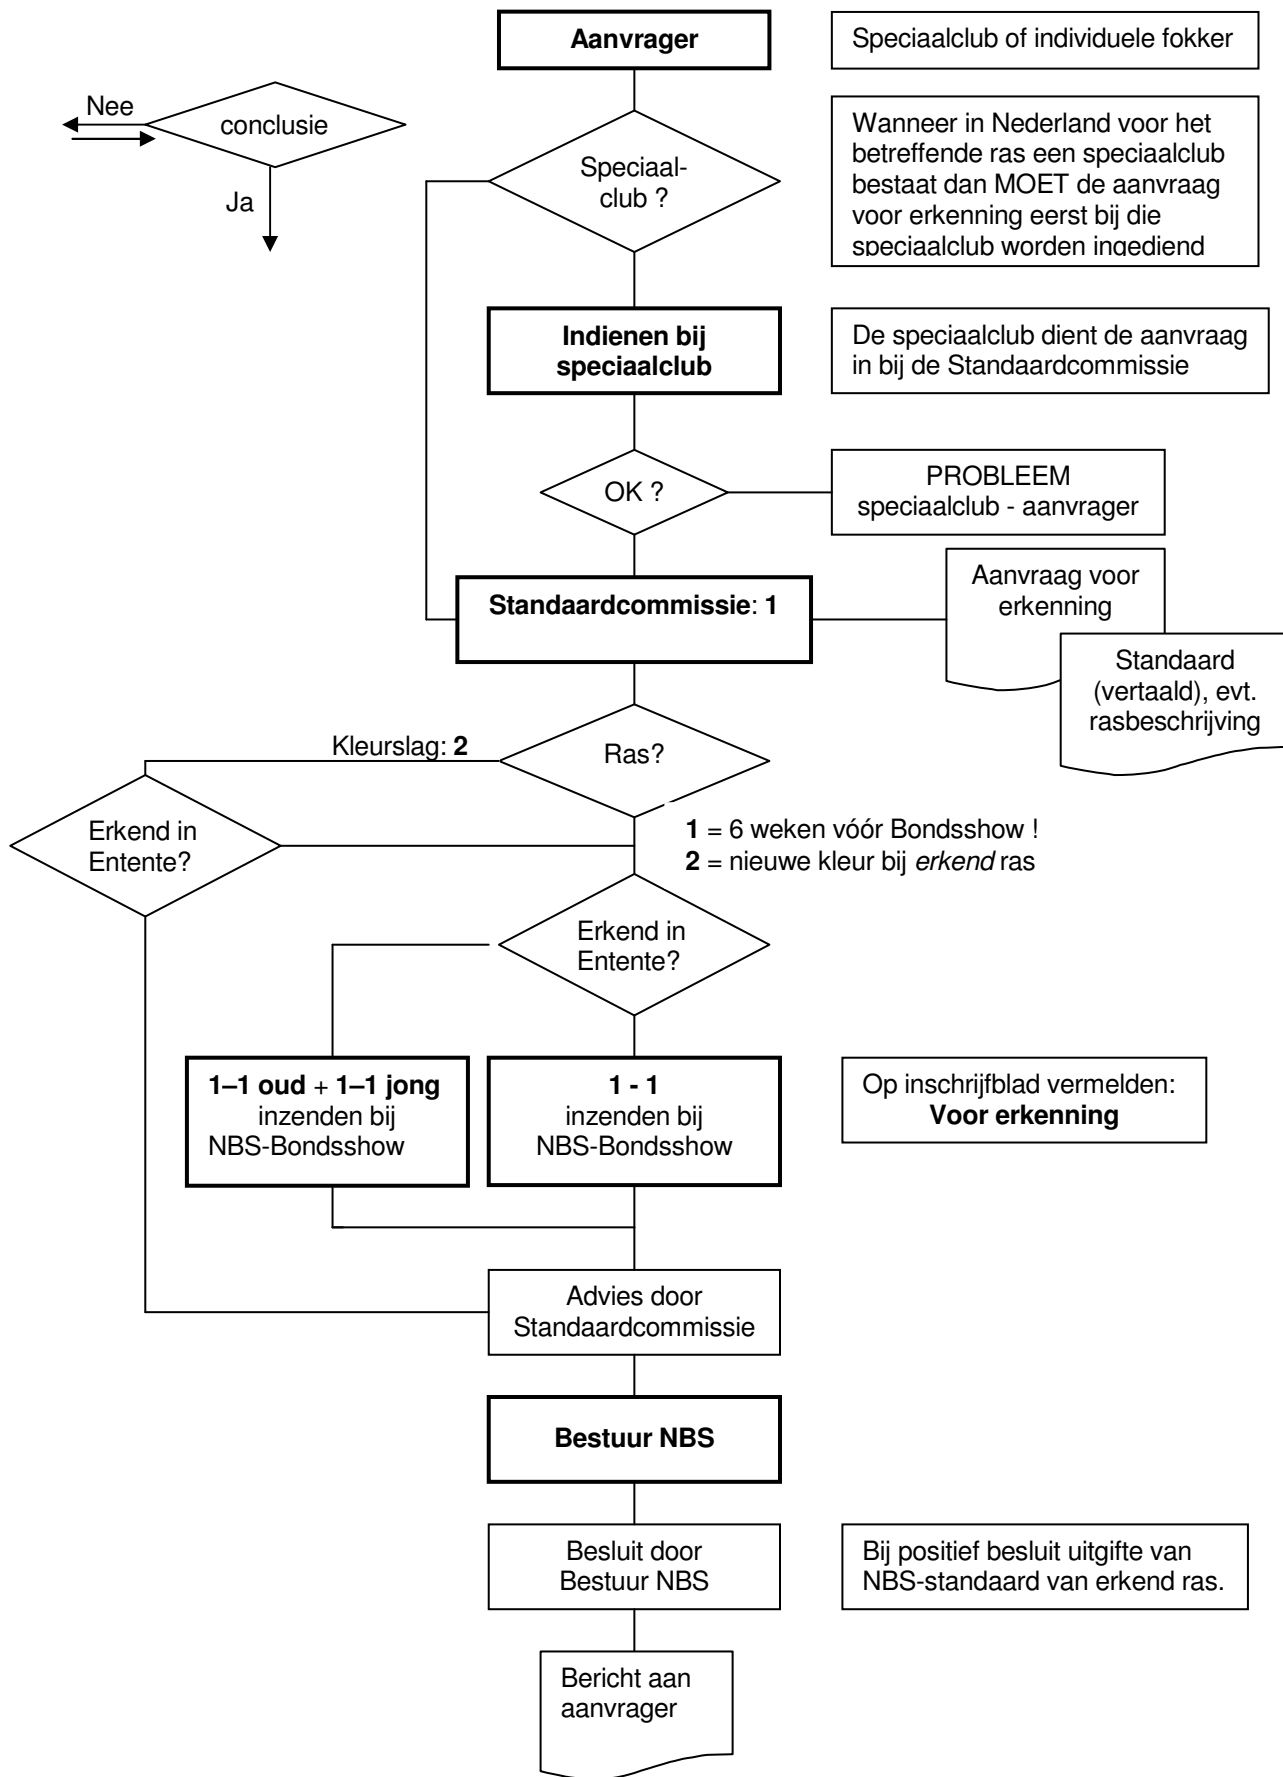 Aanvrager
Speciaalclub of individuele fokker
Nee
conclusie
Ja
Speciaal-
club ?
Wanneer in Nederland voor het
betreffende ras een speciaalclub
bestaat dan MOET de aanvraag
voor erkenning eerst bij die
speciaalclub worden ingediend
Indienen bij
speciaalclub
De speciaalclub dient de aanvraag
in bij de Standaardcommissie
OK ?
PROBLEEM
speciaalclub - aanvrager
Standaardcommissie: 1
Aanvraag voor
erkenning
Standaard
(vertaald), evt.
rasbeschrijving
Kleurslag: 2
Ras?
Erkend in
Entente?
1 = 6 weken vóór Bondsshow !
2 = nieuwe kleur bij erkend ras
Erkend in
Entente?
1–1 oud + 1–1 jong
inzenden bij
NBS-Bondsshow
1 - 1
inzenden bij
NBS-Bondsshow
Op inschrijfblad vermelden:
Voor erkenning
Advies door
Standaardcommissie
Bestuur NBS
Besluit door
Bestuur NBS
Bij positief besluit uitgifte van
NBS-standaard van erkend ras.
Bericht aan
aanvrager